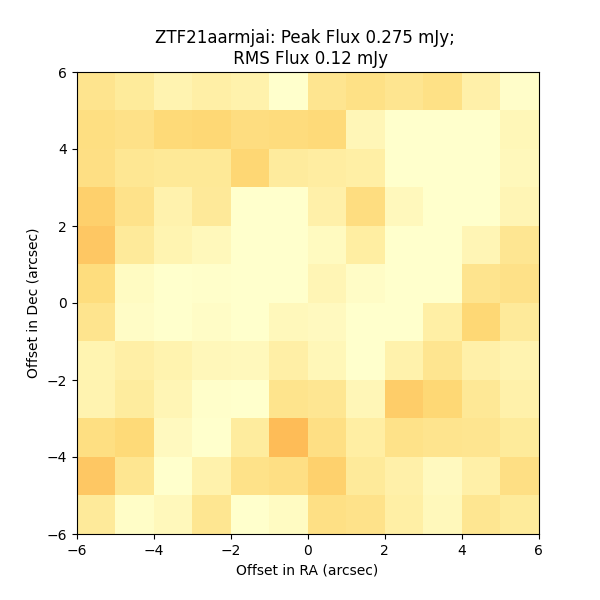 ZTF21aarmjai: Peak Flux 0.275 mJy;
RMS Flux 0.12 mJy
6
4
2
0
−2
−4
−6
Offset in Dec (arcsec)
−6 −4 −2 0 2 4 6
Offset in RA (arcsec)